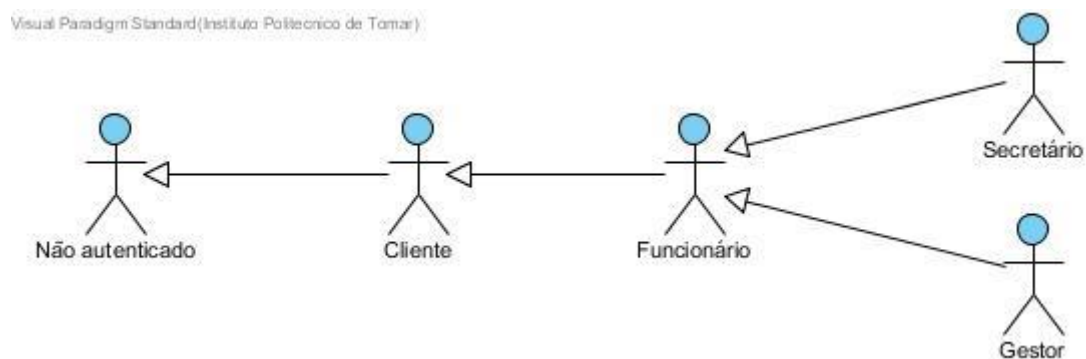 Visual Paradigm Standard(Instituto Politecnico de Tomar)
Secretário
Não autenticado
Cliente
Funcionário
Gestor